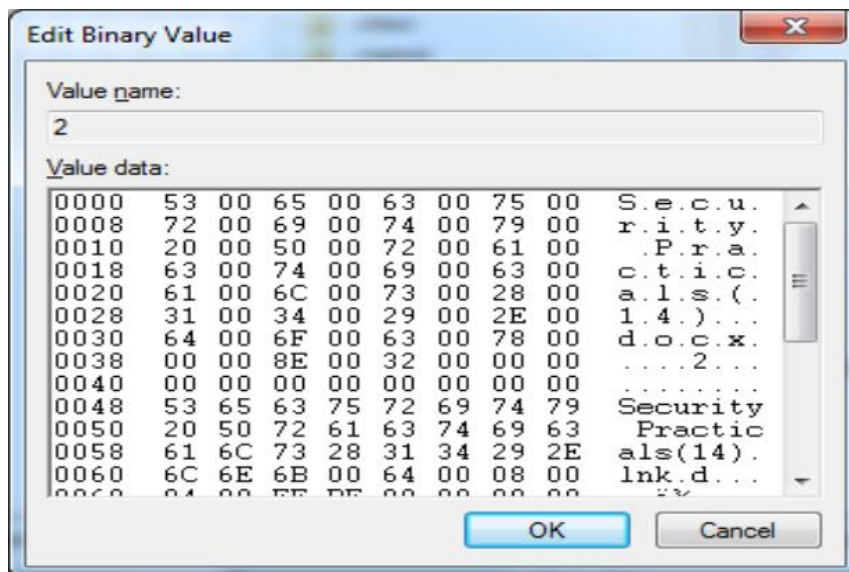 Edit Binary Value
Value name:
2
Value data:
0000 53 00 65 00 63 00 75 00 S.e.c.u.
0008 72 00 69 00 74 00 79 00 r.i.t.y.
0010 20 00 50 00 72 00 61 00 .P.r.a.
0018 63 00 74 00 69 00 63 00 c.t.i.c.
0020 61 00 6C 00 73 00 28 00 a.l.s.(.
0028 31 00 34 00 29 00 2E 00 1.4.)...
0030 64 00 6F 00 63 00 78 00 d.o.c.x.
0038 00 00 8E 00 32 00 00 00 ....2...
0040 00 00 00 00 00 00 00 00 ........
0048 53 65 63 75 72 69 74 79 Security
0050 20 50 72 61 63 74 69 63 Practic
0058 61 6C 73 28 31 34 29 2E als(14).
0060 6C 6E 6B 00 64 00 08 00 lnk.d...
OK Cancel